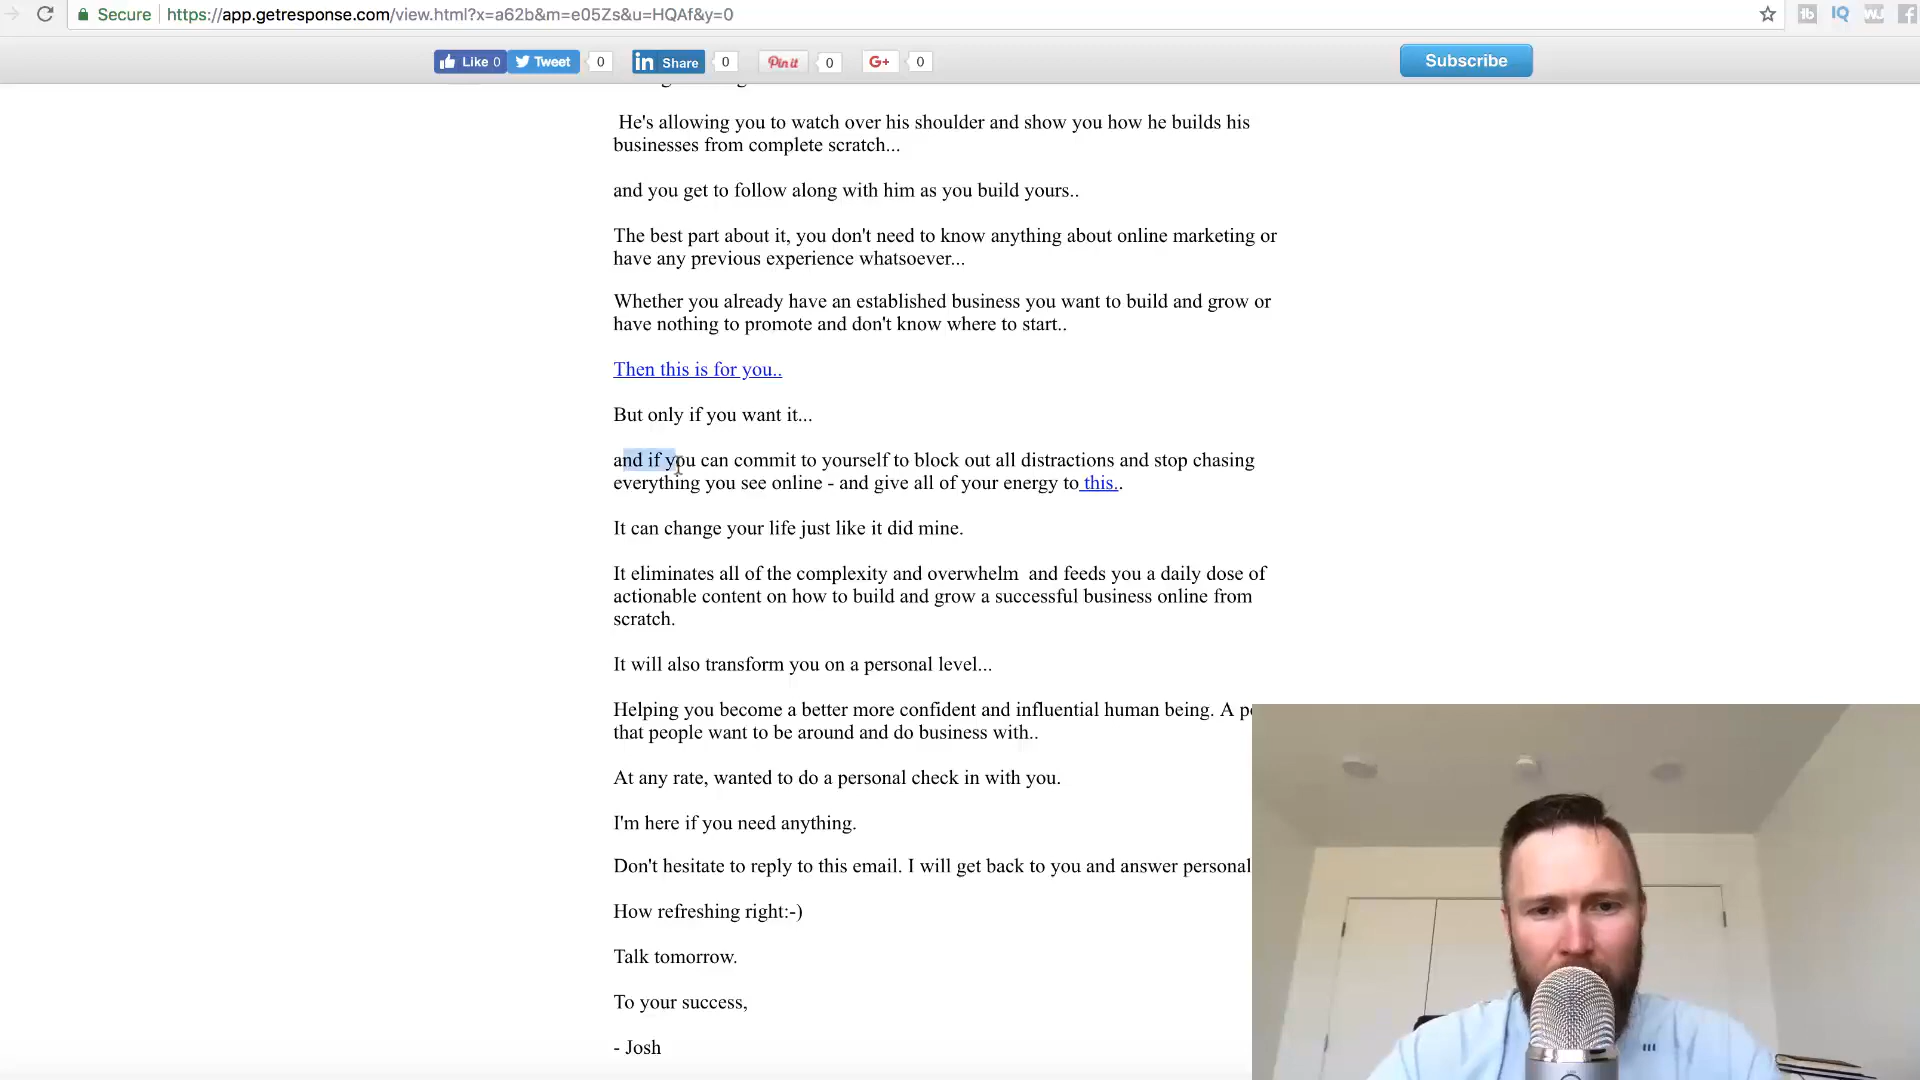 Secure https://app.getresponse.com/view.html?x=a62b&m=e05Zs&u=HQAf&y=0
IQ
Like 0 Tweet 0 in Share 0 Pin it 0 G+ 0 Subscribe
He's allowing you to watch over his shoulder and show you how he builds his
businesses from complete scratch...
and you get to follow along with him as you build yours..
The best part about it, you don't need to know anything about online marketing or
have any previous experience whatsoever...
Whether you already have an established business you want to build and grow or
have nothing to promote and don't know where to start..
Then this is for you..
But only if you want it...
and if you can commit to yourself to block out all distractions and stop chasing
everything you see online - and give all of your energy to this..
It can change your life just like it did mine.
It eliminates all of the complexity and overwhelm and feeds you a daily dose of
actionable content on how to build and grow a successful business online from
scratch.
It will also transform you on a personal level...
Helping you become a better more confident and influential human being. A
that people want to be around and do business with..
At any rate, wanted to do a personal check in with you.
I'm here if you need anything.
Don't hesitate to reply to this email. I will get back to you and answer personal
How refreshing right:-)
Talk tomorrow.
To your success,
- Josh